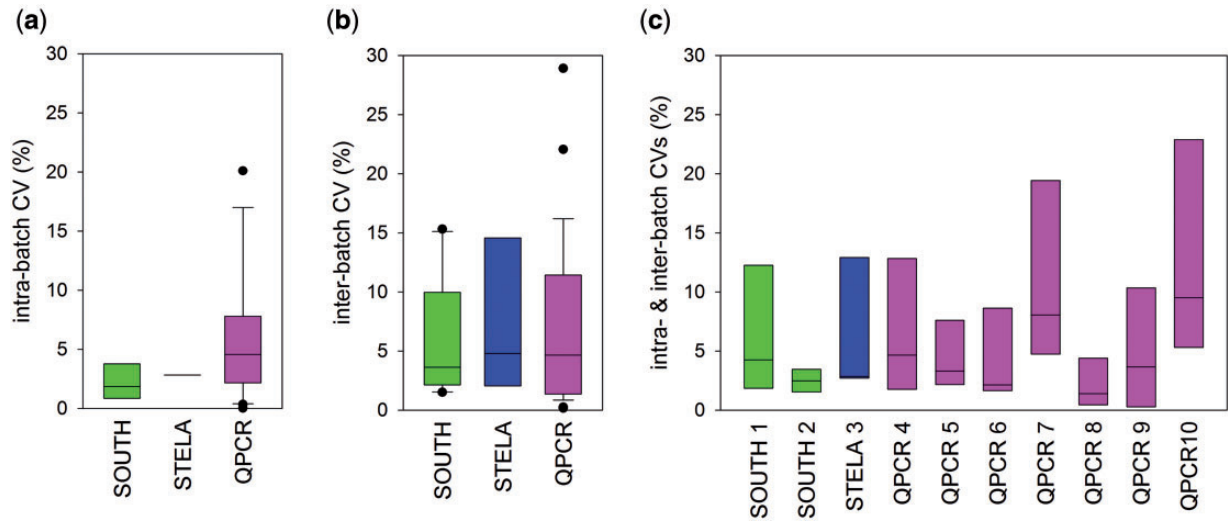 (a)
intra-batch CV (%)
30
25
20
15
10
5
0
SOUTH
STELA
QPCR
(b)
inter-batch CV (%)
30
25
20
15
10
5
0
SOUTH
STELA
QPCR
(c)
intra- & inter-batch CVs (%)
30
25
20
15
10
5
0
SOUTH 1
SOUTH 2
STELA 3
QPCR 4
QPCR 5
QPCR 6
QPCR 7
QPCR 8
QPCR 9
QPCR10